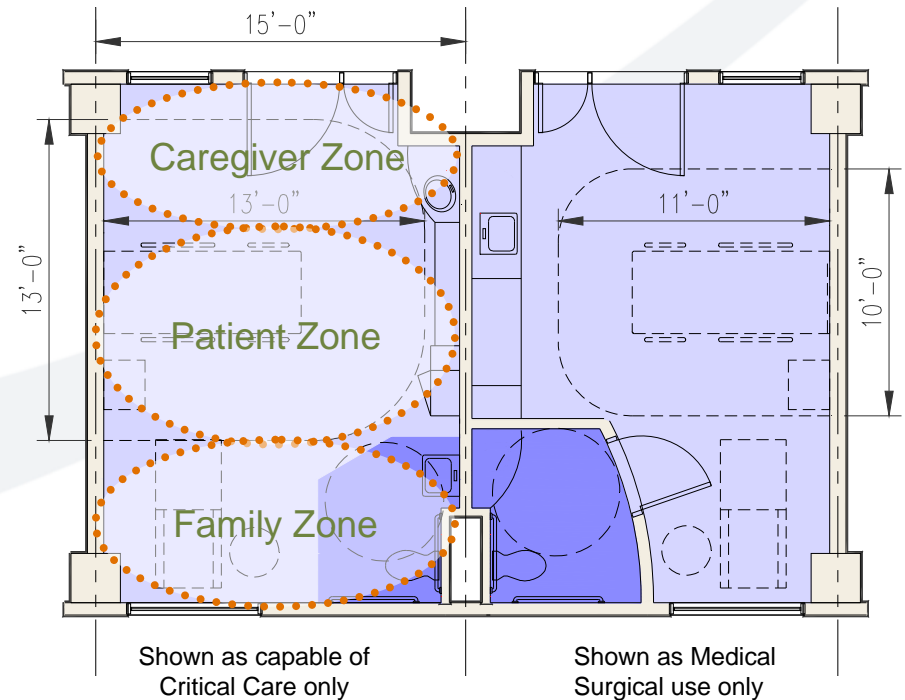 15'-0"
Caregiver Zone
13'-0"
11'-0"
13'-0"
10'-0"
Patient Zone
Family Zone
Shown as capable of
Critical Care only
Shown as Medical
Surgical use only